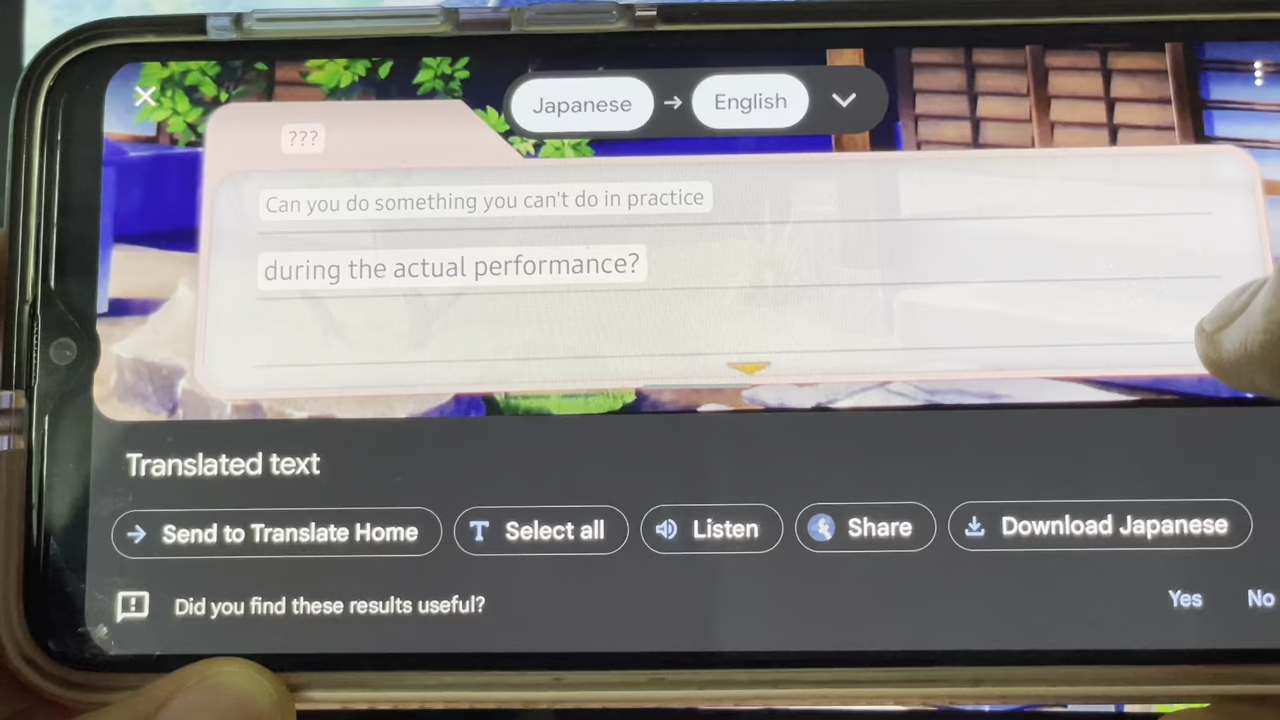 Japanese → English
???
Can you do something you can't do in practice
during the actual performance?
Translated text
Send to Translate Home
Select all
Listen
Share
Download Japanese
Did you find these results useful?
Yes
No